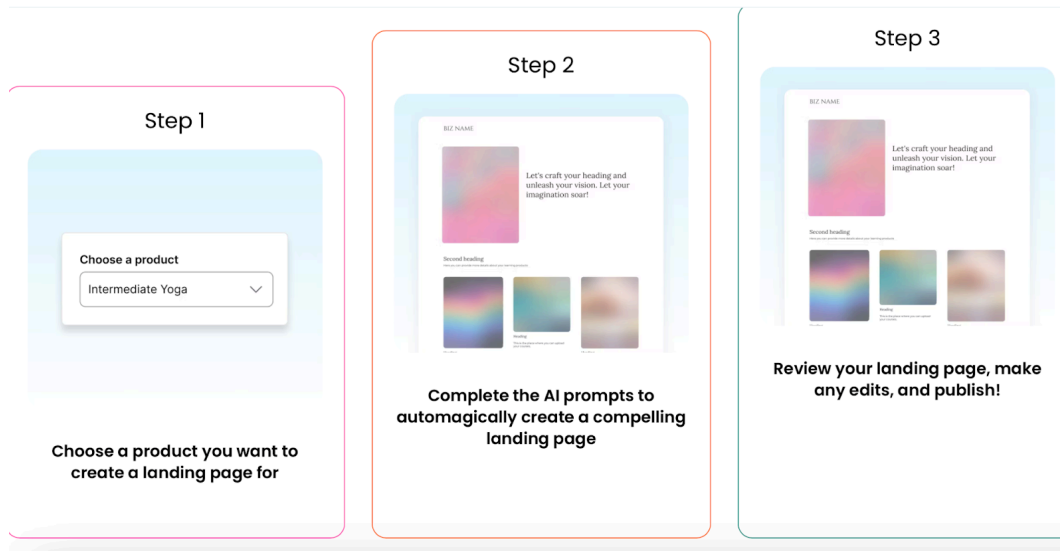 Step 1
Choose a product
Intermediate Yoga
Choose a product you want to
create a landing page for
Step 2
BIZ NAME
Let's craft your heading and
unleash your vision. Let your
imagination soar!
Second heading
Heading
Complete the AI prompts to
automagically create a compelling
landing page
Step 3
BIZ NAME
Let's craft your heading and
unleash your vision. Let your
imagination soar!
Second heading
Heading
Review your landing page, make
any edits, and publish!